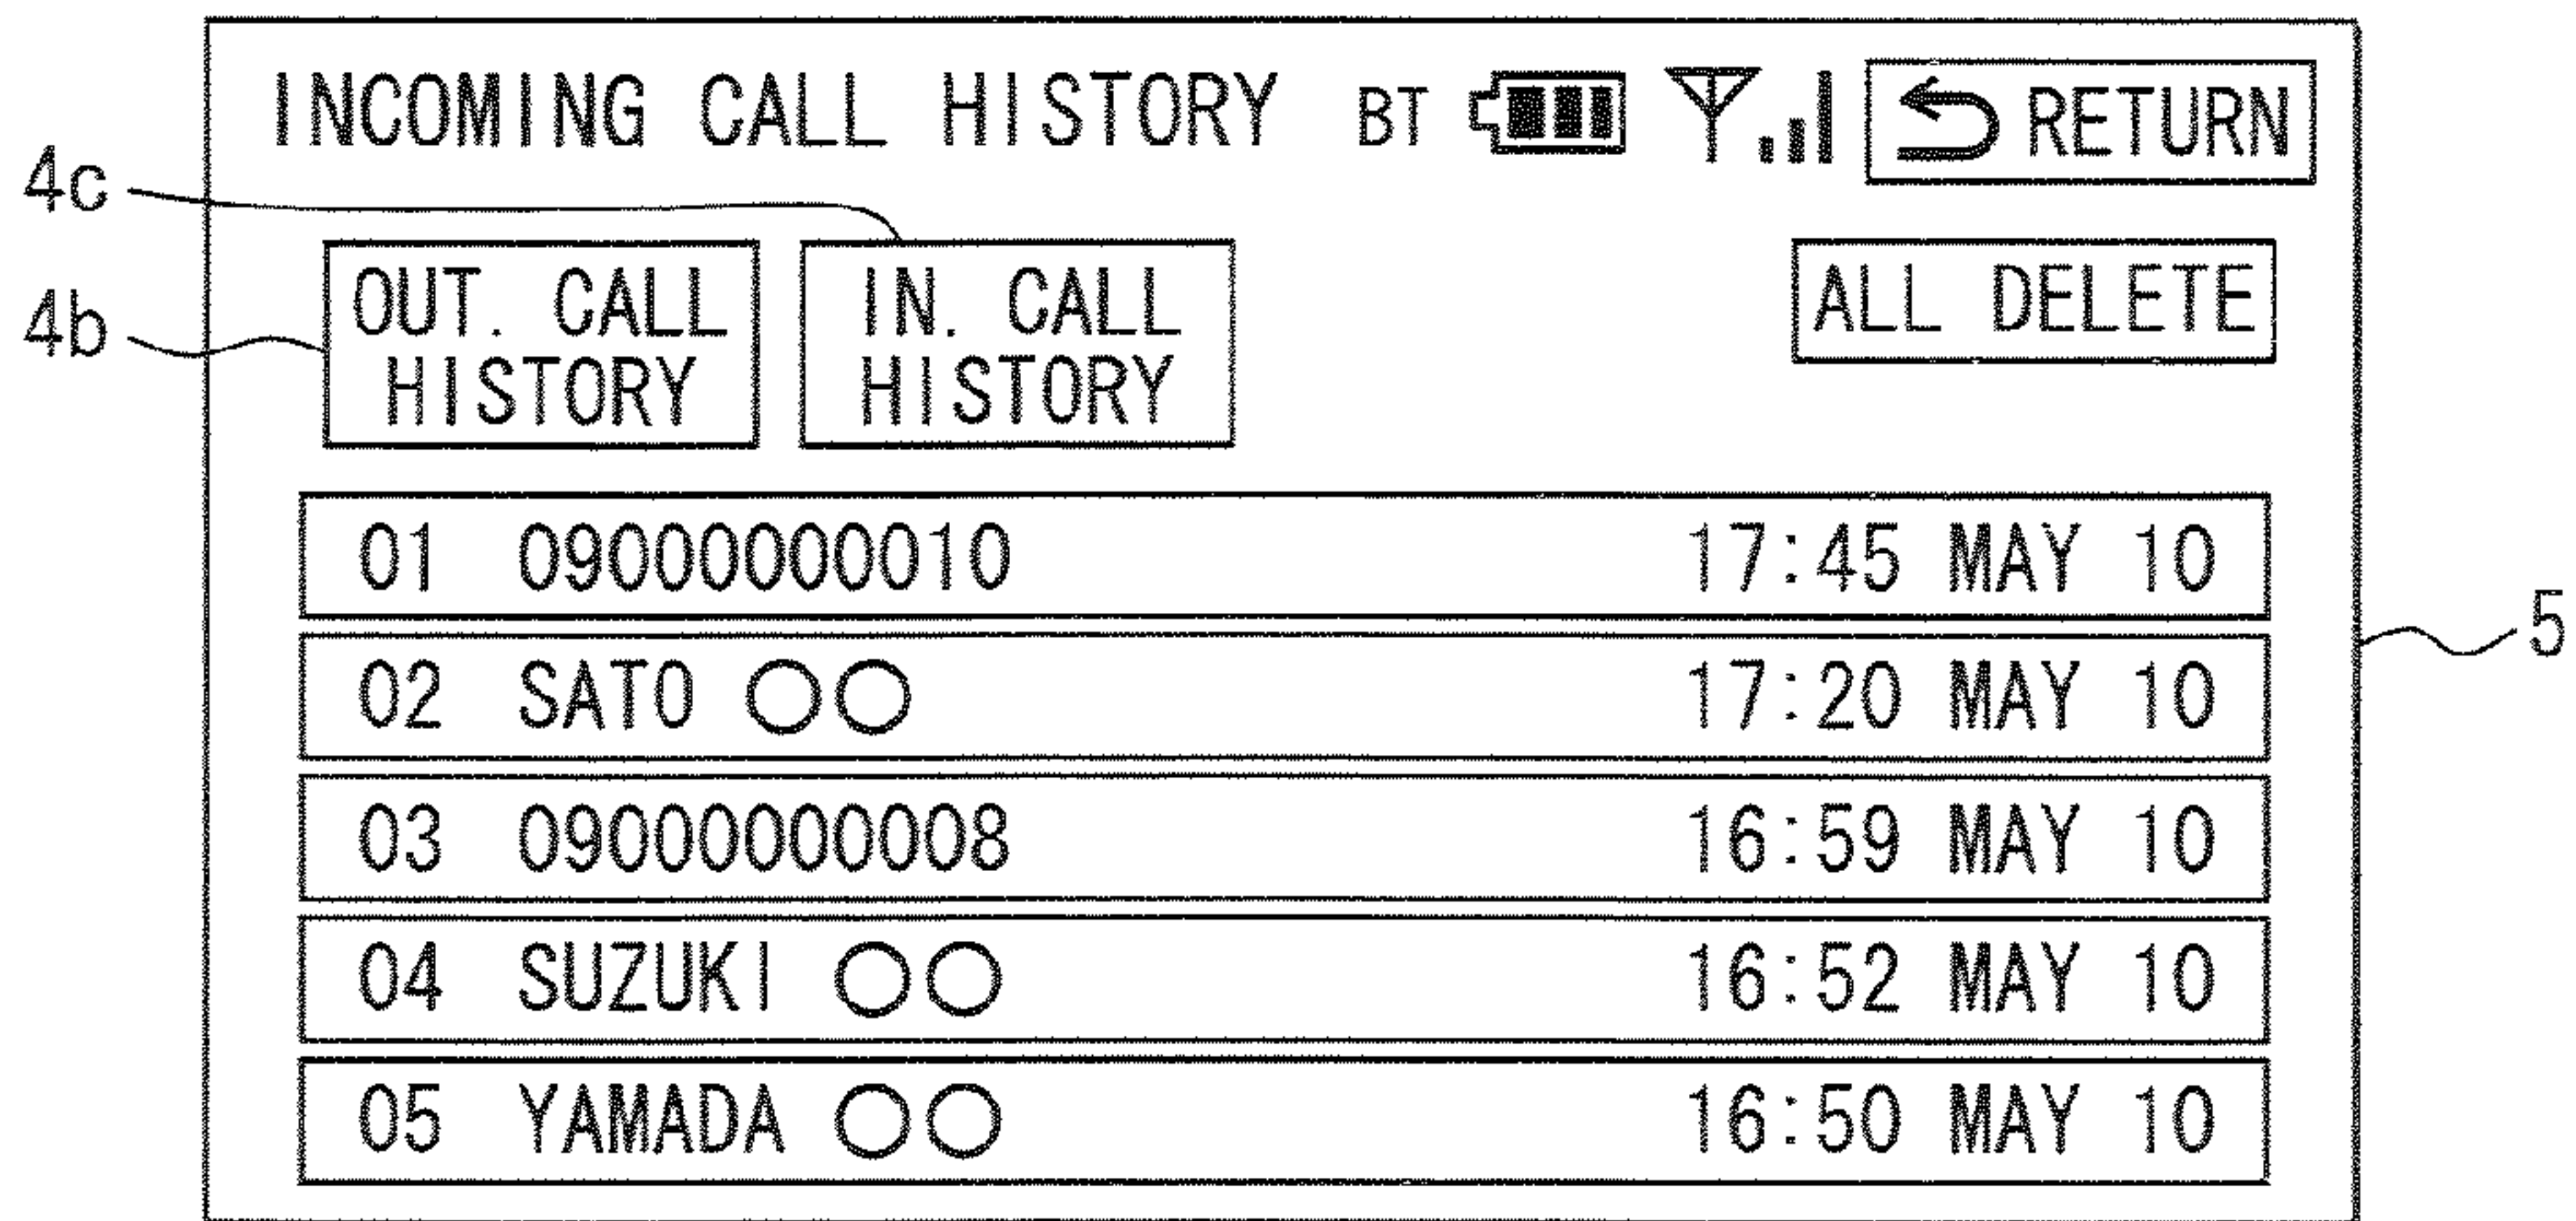 INCOMING CALL HISTORY BT RETURN
4c
OUT. CALL HISTORY
IN. CALL HISTORY
ALL DELETE
4b
01 09000000010 17:45 MAY 10
02 SATO ○○ 17:20 MAY 10
5
03 09000000008 16:59 MAY 10
04 SUZUKI ○○ 16:52 MAY 10
05 YAMADA ○○ 16:50 MAY 10